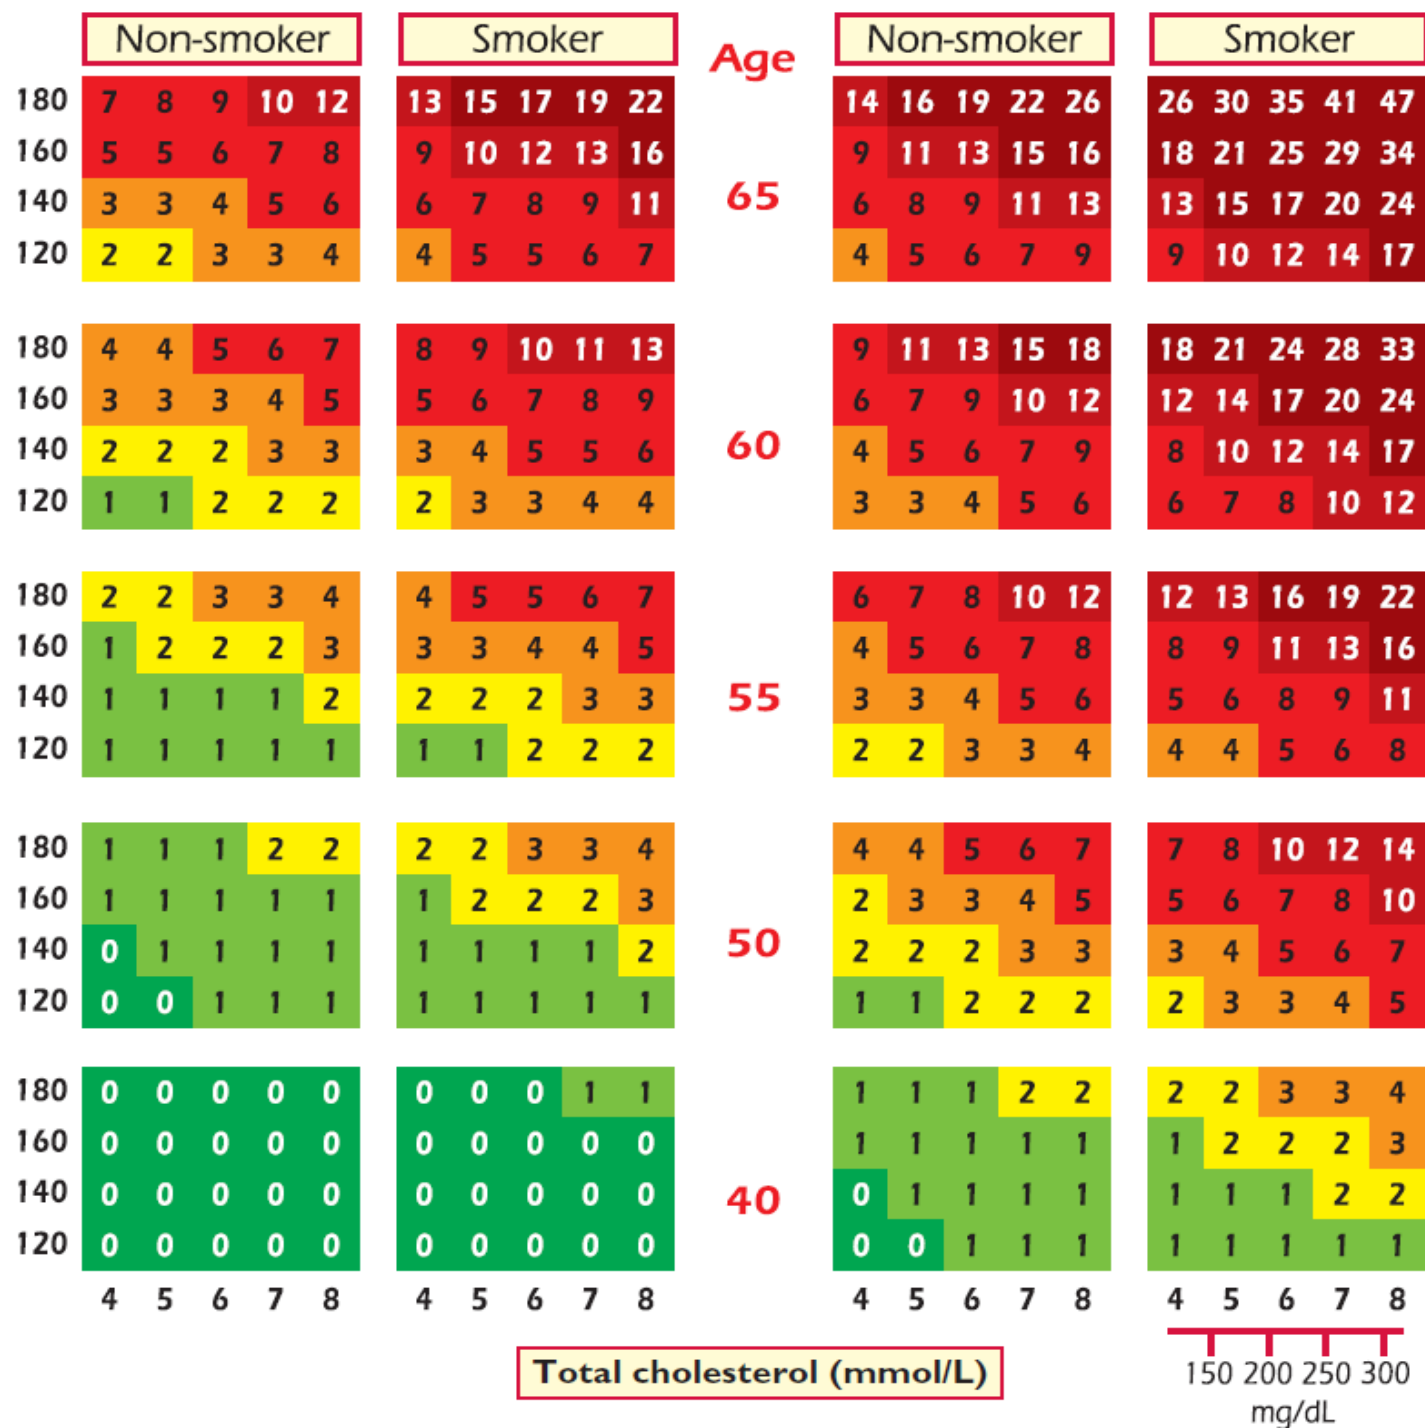 Non-smoker Smoker Age Non-smoker Smoker
180 7 8 9 10 12 13 15 17 19 22 14 16 19 22 26 26 30 35 41 47
160 5 5 6 7 8 9 10 12 13 16 9 11 13 15 16 18 21 25 29 34
65
140 3 3 4 5 6 6 7 8 9 11 6 8 9 11 13 13 15 17 20 24
120 2 2 3 3 4 4 5 5 6 7 4 5 6 7 9 9 10 12 14 17
180 4 4 5 6 7 8 9 10 11 13 9 11 13 15 18 18 21 24 28 33
160 3 3 3 4 5 5 6 7 8 9 6 7 9 10 12 12 14 17 20 24
60
140 2 2 2 3 3 3 4 5 5 6 4 5 6 7 9 8 10 12 14 17
120 1 1 2 2 2 2 3 3 4 4 3 3 4 5 6 6 7 8 10 12
180 2 2 3 3 4 4 5 5 6 7 6 7 8 10 12 12 13 16 19 22
160 1 2 2 2 3 3 3 4 4 5 4 5 6 7 8 8 9 11 13 16
55
140 1 1 1 1 2 2 2 2 3 3 3 3 4 5 6 5 6 8 9 11
120 1 1 1 1 1 1 1 2 2 2 2 2 3 3 4 4 4 5 6 8
180 1 1 1 2 2 2 2 3 3 4 4 4 5 6 7 7 8 10 12 14
160 1 1 1 1 1 1 2 2 2 3 2 3 3 4 5 5 6 7 8 10
50
140 0 1 1 1 1 1 1 1 1 2 2 2 2 3 3 3 4 5 6 7
120 0 0 1 1 1 1 1 1 1 1 1 1 2 2 2 2 3 3 4 5
180 0 0 0 0 0 0 0 0 1 1 1 1 1 2 2 2 2 3 3 4
160 0 0 0 0 0 0 0 0 0 0 1 1 1 1 1 1 2 2 2 3
40
140 0 0 0 0 0 0 0 0 0 0 0 1 1 1 1 1 1 1 2 2
120 0 0 0 0 0 0 0 0 0 0 0 0 1 1 1 1 1 1 1 1
4 5 6 7 8 4 5 6 7 8 4 5 6 7 8 4 5 6 7 8
Total cholesterol (mmol/L)
150 200 250 300
mg/dL